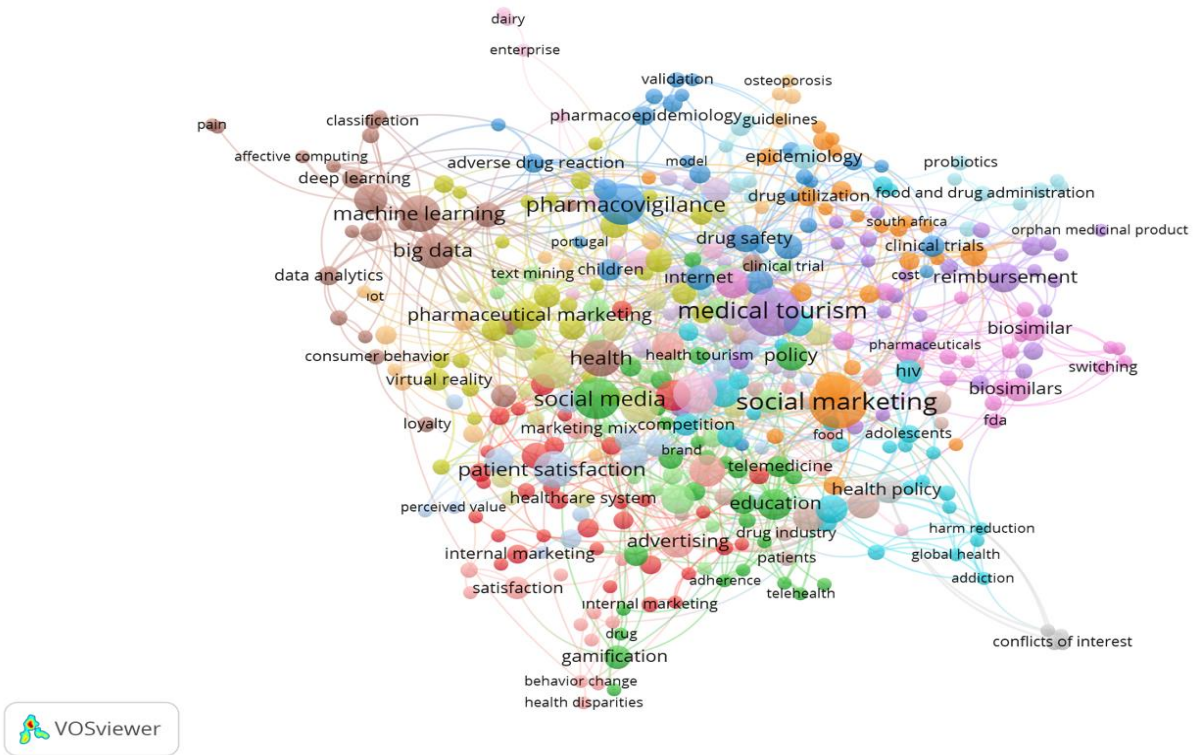 dairy
enterprise
validation
osteoporosis
pharmacoepidemiology
guidelines
pain
classification
affective computing
adverse drug reaction
model
epidemiology
probiotics
deep learning
drug utilization
food and drug administration
machine learning
pharmacovigilance
south africa
orphan medicinal product
big data
portugal
drug safety
clinical trials
data analytics
text mining
children
internet
clinical trial
cost
reimbursement
iot
pharmaceutical marketing
medical tourism
biosimilar
consumer behavior
health
health tourism
policy
pharmaceuticals
hiv
switching
virtual reality
biosimilars
loyalty
social media
social marketing
fda
marketing mix
competition
food
adolescents
brand
patient satisfaction
telemedicine
healthcare system
education
health policy
perceived value
harm reduction
internal marketing
advertising
drug industry
patients
global health
satisfaction
adherence
telehealth
addiction
internal marketing
drug
conflicts of interest
gamification
behavior change
health disparities
VOSviewer